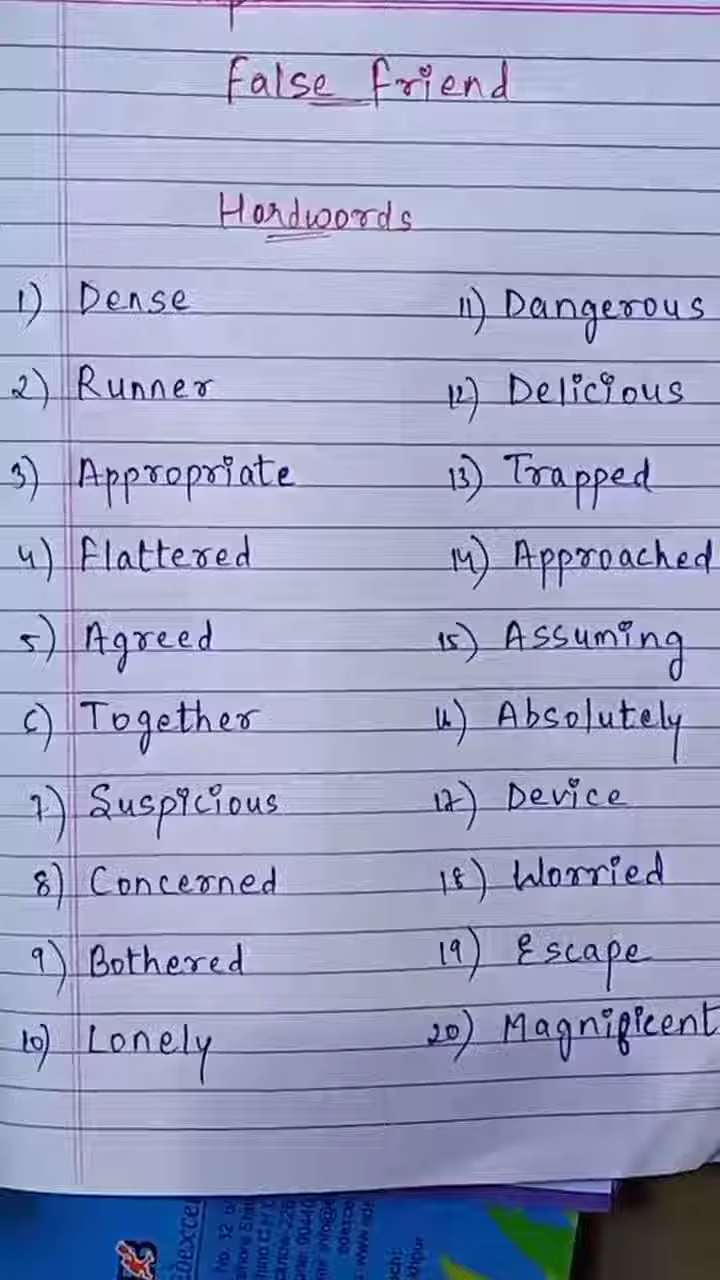 False friend
Hardwords
1) Dense
2) Runner
3) Appropriate
4) Flattered
5) Agreed
6) Together
7) Suspicious
8) Concerned
9) Bothered
10) Lonely
11) Dangerous
12) Delicious
13) Trapped
14) Approached
15) Assuming
16) Absolutely
17) Device
18) Worried
19) Escape
20) Magnificent